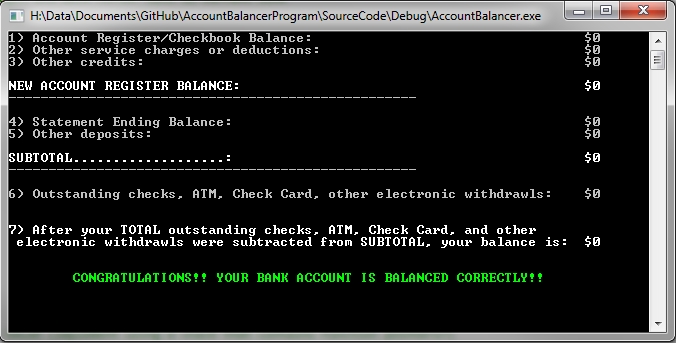 H:\Data\Documents\GitHub\AccountBalancerProgram\SourceCode\Debug\AccountBalancer.exe
1) Account Register/Checkbook Balance: $0
2) Other service charges or deductions: $0
3) Other credits: $0
NEW ACCOUNT REGISTER BALANCE: $0
---------------------------------------------------
4) Statement Ending Balance: $0
5) Other deposits: $0
SUBTOTAL...................: $0
---------------------------------------------------
6) Outstanding checks, ATM, Check Card, other electronic withdrawls: $0
7) After your TOTAL outstanding checks, ATM, Check Card, and other
electronic withdrawls were subtracted from SUBTOTAL, your balance is: $0
CONGRATULATIONS!! YOUR BANK ACCOUNT IS BALANCED CORRECTLY!!